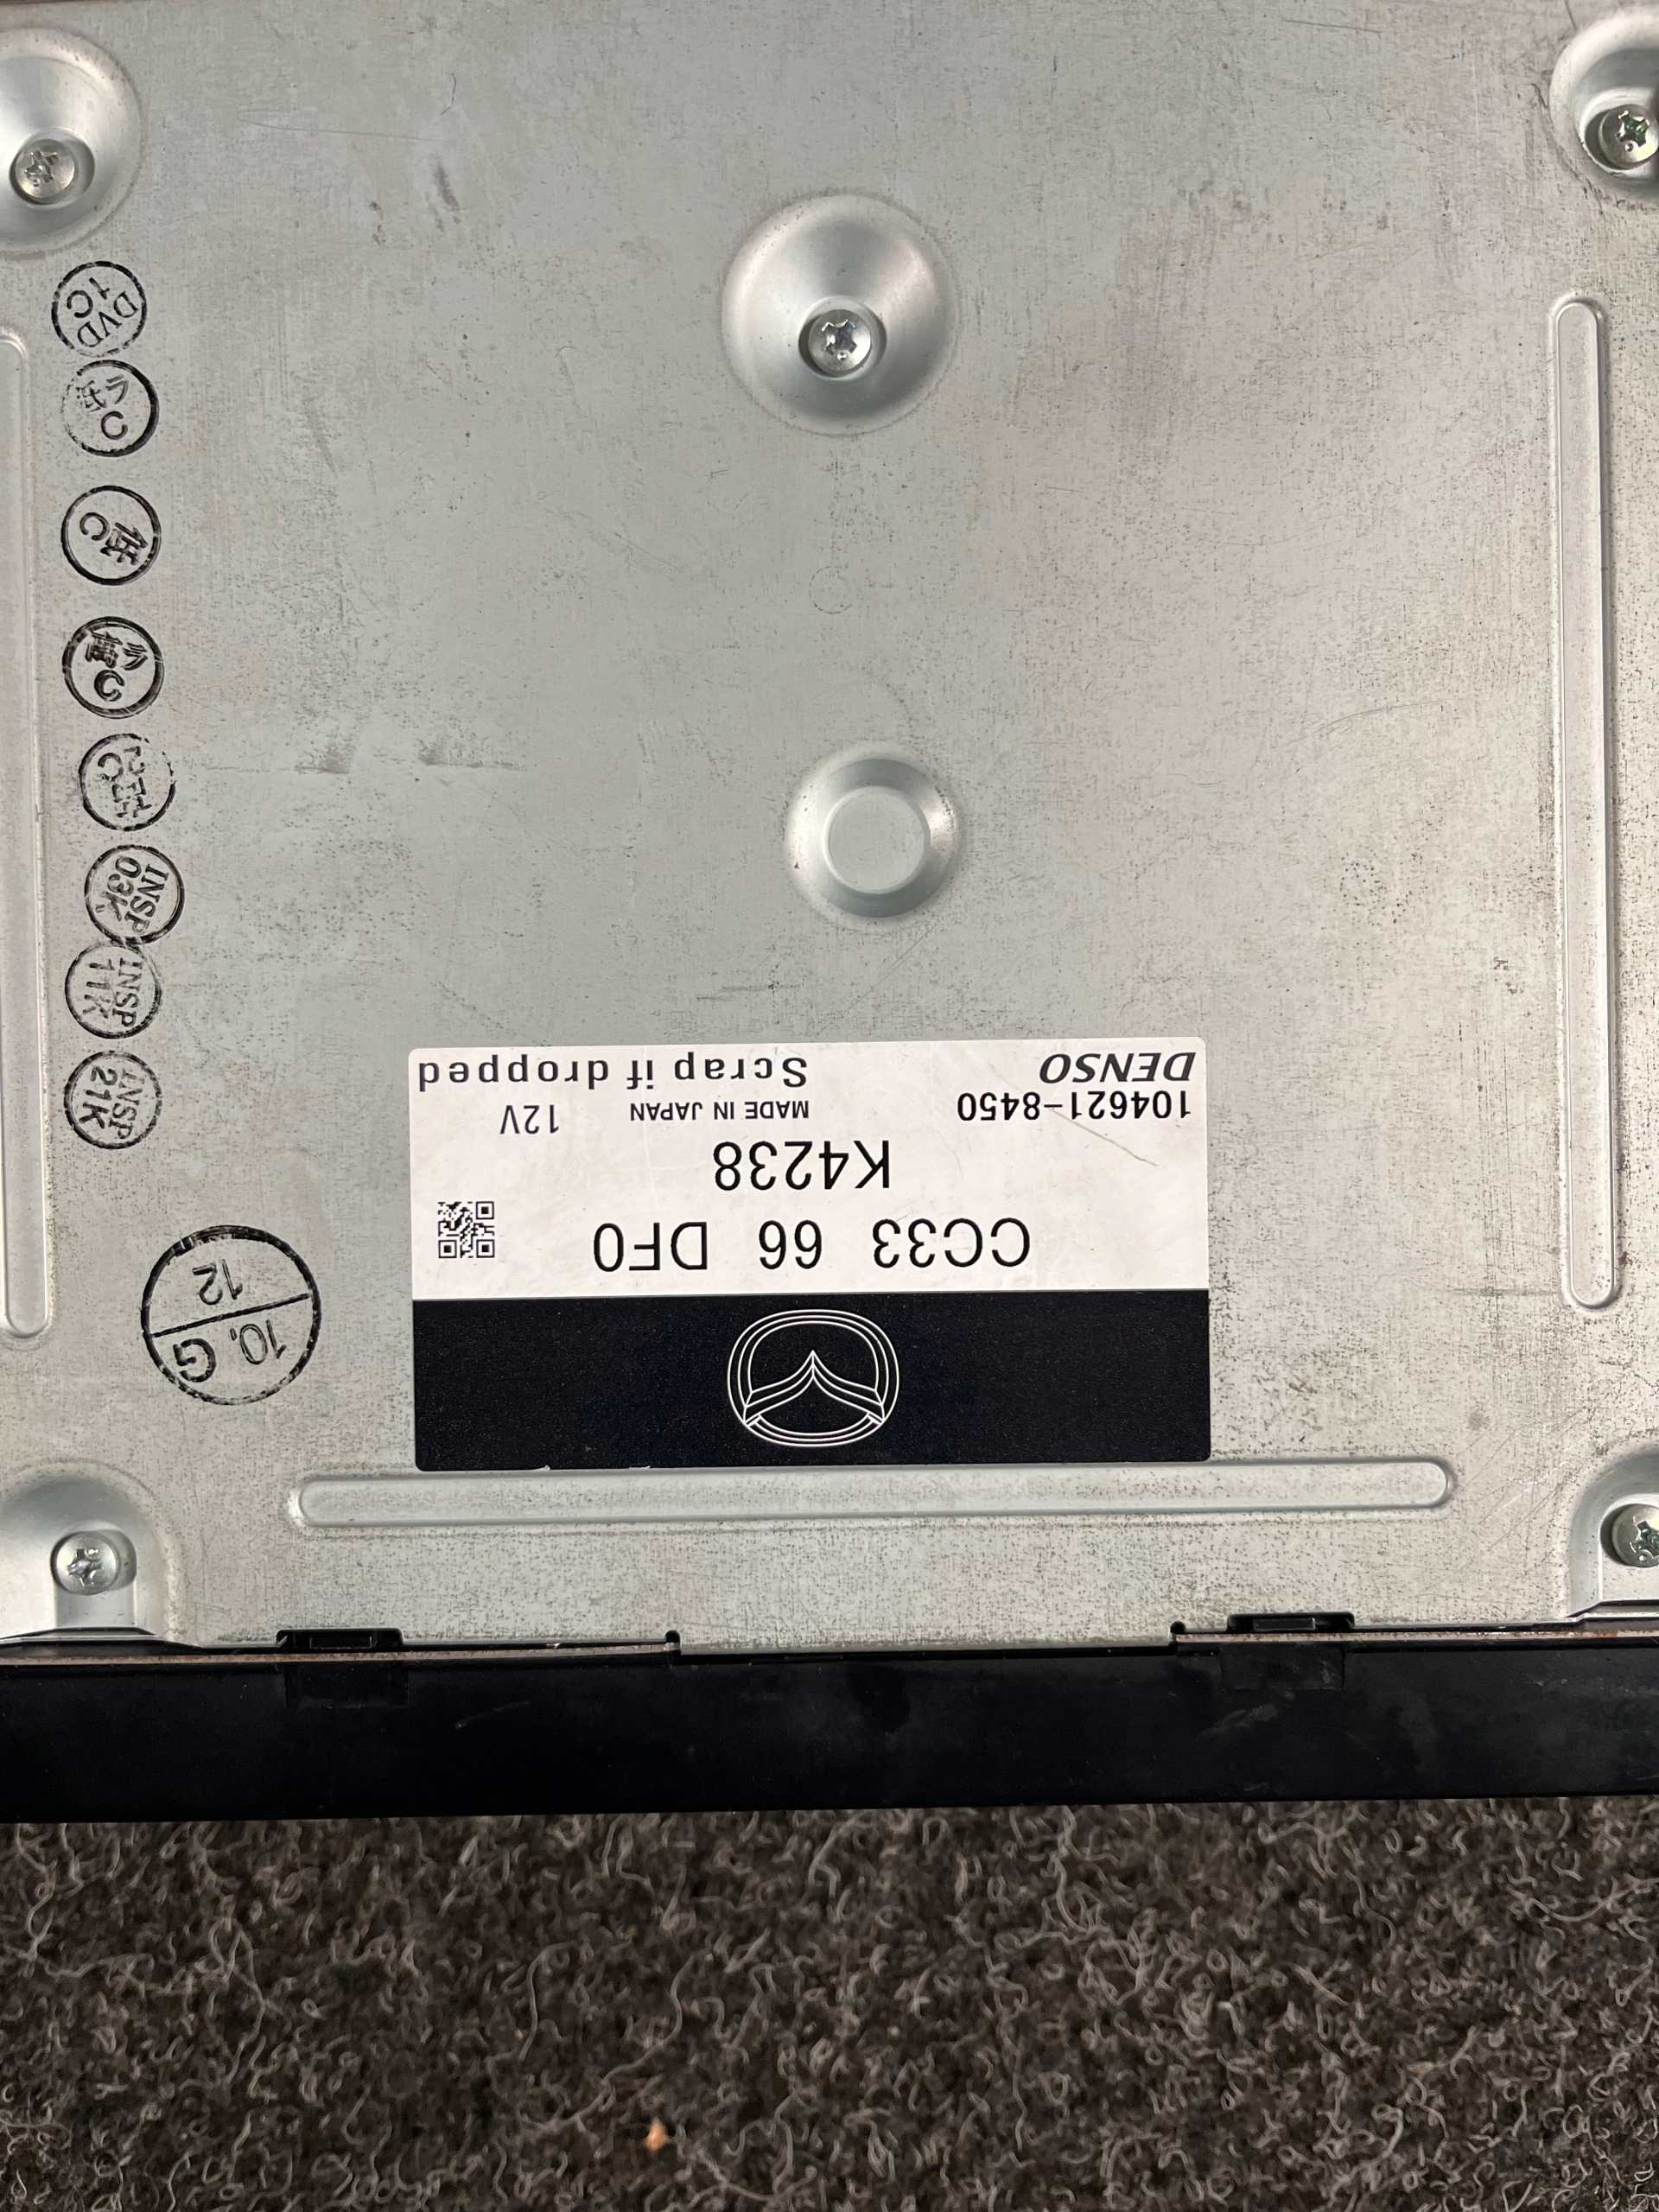 CC33 66 DF0
K4238
104621-8450
MADE IN JAPAN
12V
DENSO
Scrap if dropped
10.G
12
INSP
21K
INSP
11K
INSP
03K
C
C
低
C
C
DVD
1C